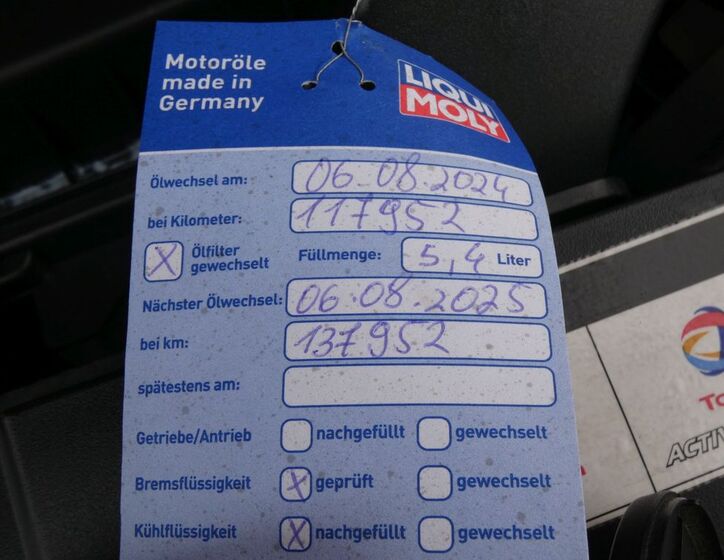 Motoröle
made in
Germany
LIQUI
MOLY
Ölwechsel am: 06.08.2024
bei Kilometer: 117952
X Ölfilter
gewechselt
Füllmenge: 5,4 Liter
Nächster Ölwechsel: 06.08.2025
bei km: 137952
spätestens am:
Getriebe/Antrieb nachgefüllt gewechselt
Bremsflüssigkeit X geprüft gewechselt
Kühlflüssigkeit X nachgefüllt gewechselt